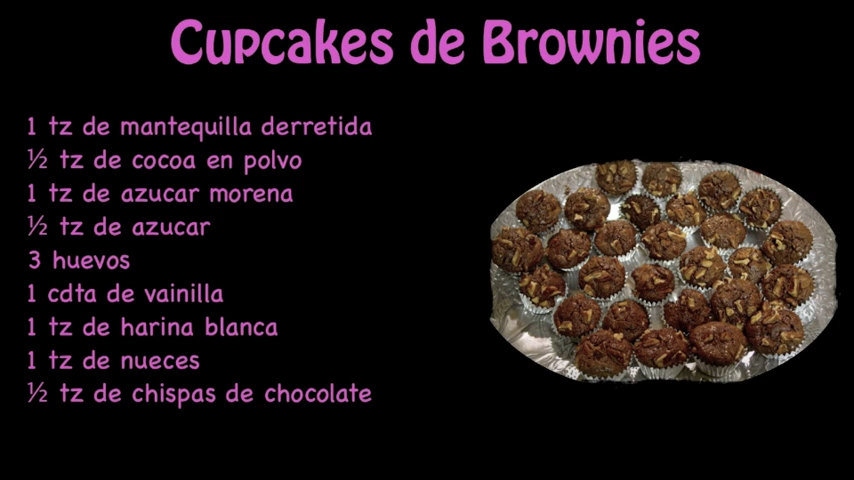 Cupcakes de Brownies
1 tz de mantequilla derretida
½ tz de cocoa en polvo
1 tz de azucar morena
½ tz de azucar
3 huevos
1 cdta de vainilla
1 tz de harina blanca
1 tz de nueces
½ tz de chispas de chocolate